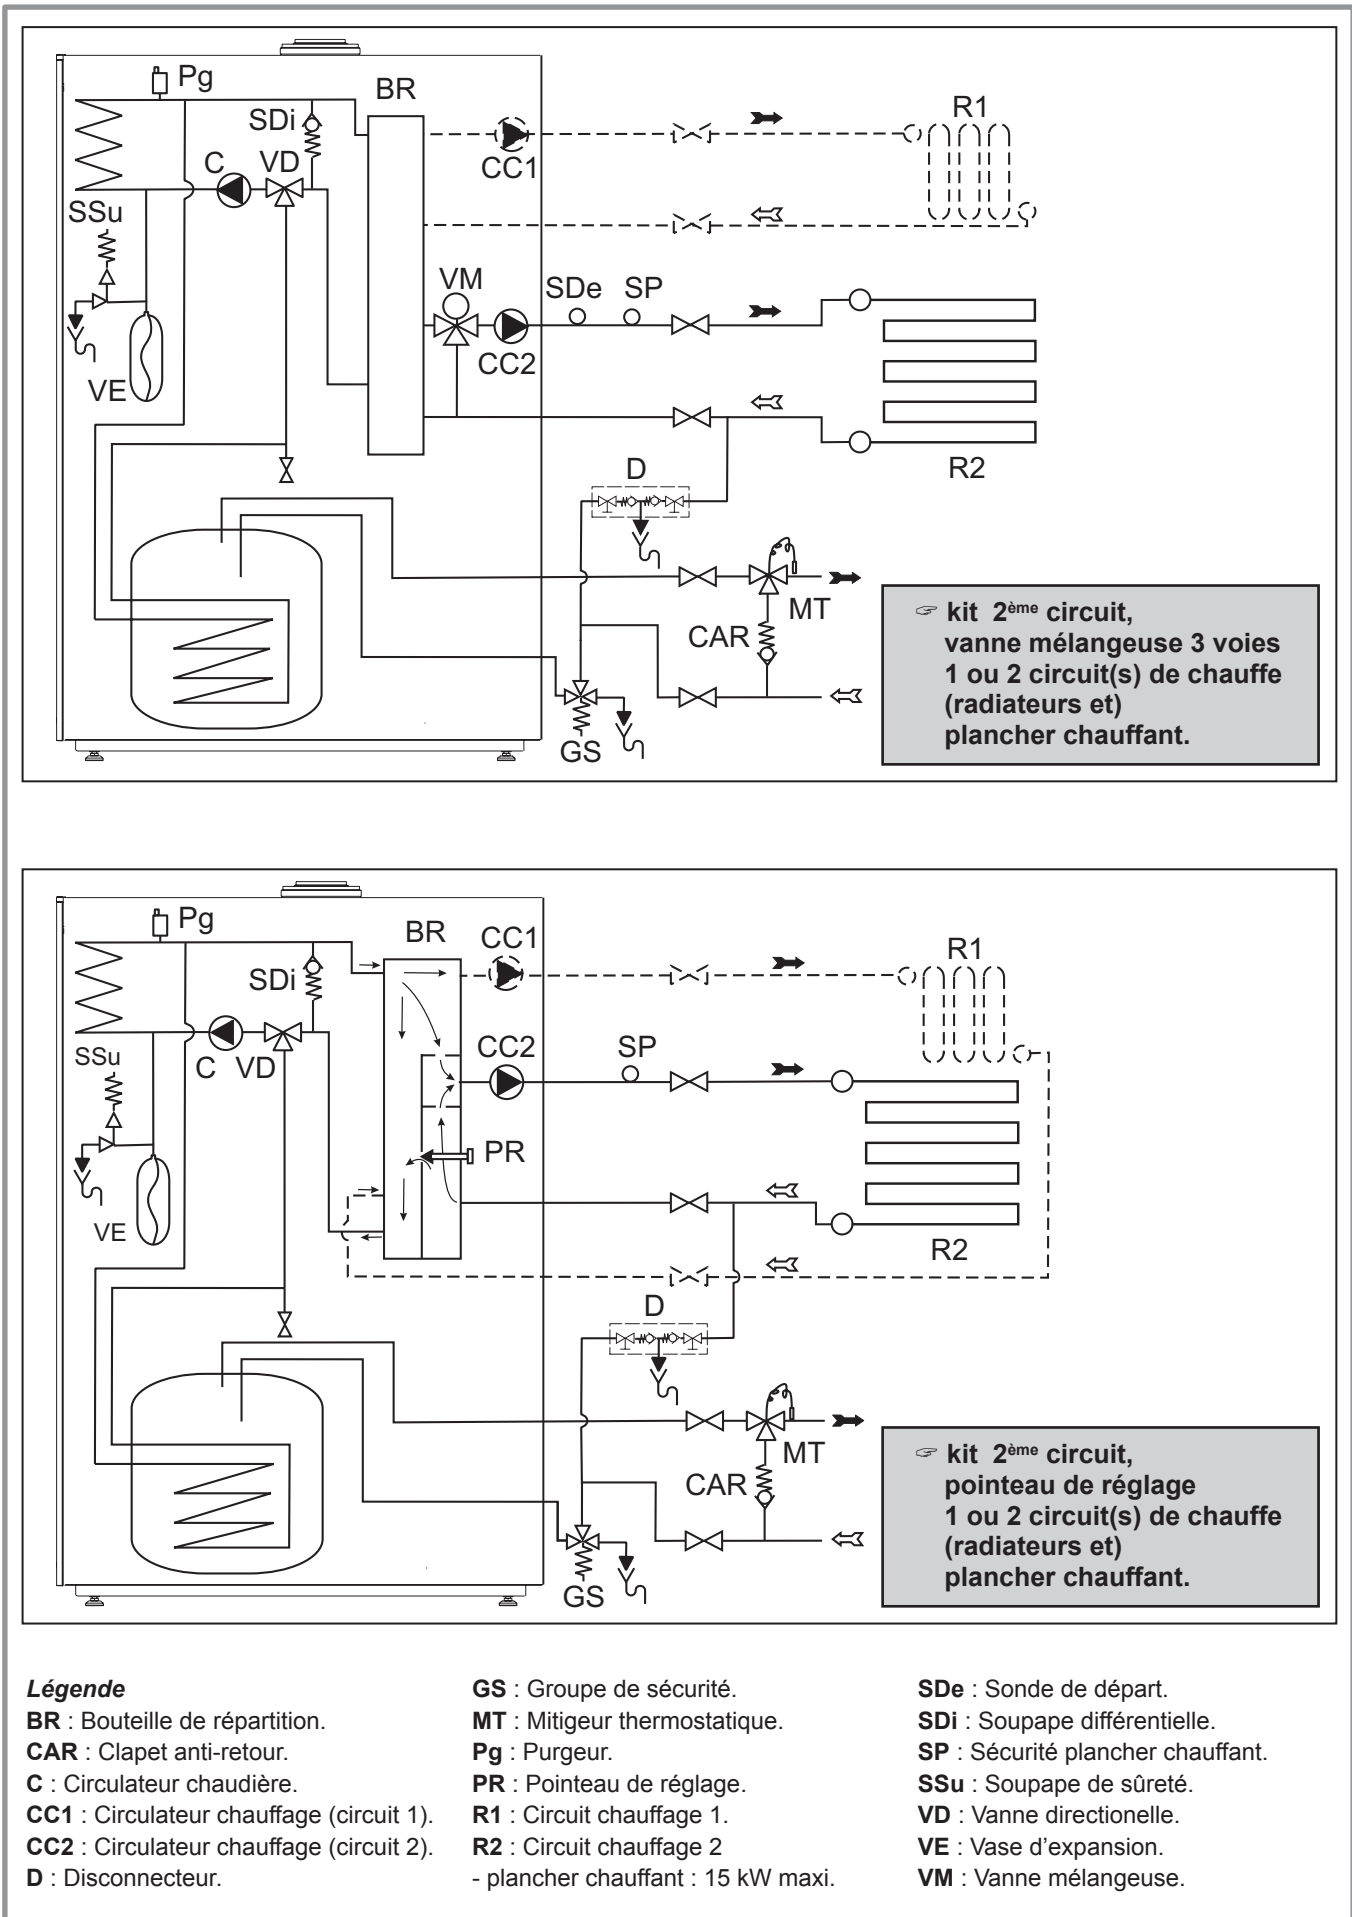 Pg
BR
R1
SDi
C
VD
CC1
SSu
VM
SDe
SP
CC2
VE
R2
D
MT
CAR
GS
☞ kit 2ème circuit,
vanne mélangeuse 3 voies
1 ou 2 circuit(s) de chauffe
(radiateurs et)
plancher chauffant.
Pg
BR
CC1
R1
SDi
SSu
C
VD
CC2
SP
PR
VE
R2
D
MT
CAR
GS
☞ kit 2ème circuit,
pointeau de réglage
1 ou 2 circuit(s) de chauffe
(radiateurs et)
plancher chauffant.
Légende
BR : Bouteille de répartition.
CAR : Clapet anti-retour.
C : Circulateur chaudière.
CC1 : Circulateur chauffage (circuit 1).
CC2 : Circulateur chauffage (circuit 2).
D : Disconnecteur.
GS : Groupe de sécurité.
MT : Mitigeur thermostatique.
Pg : Purgeur.
PR : Pointeau de réglage.
R1 : Circuit chauffage 1.
R2 : Circuit chauffage 2
- plancher chauffant : 15 kW maxi.
SDe : Sonde de départ.
SDi : Soupape différentielle.
SP : Sécurité plancher chauffant.
SSu : Soupape de sûreté.
VD : Vanne directionelle.
VE : Vase d'expansion.
VM : Vanne mélangeuse.